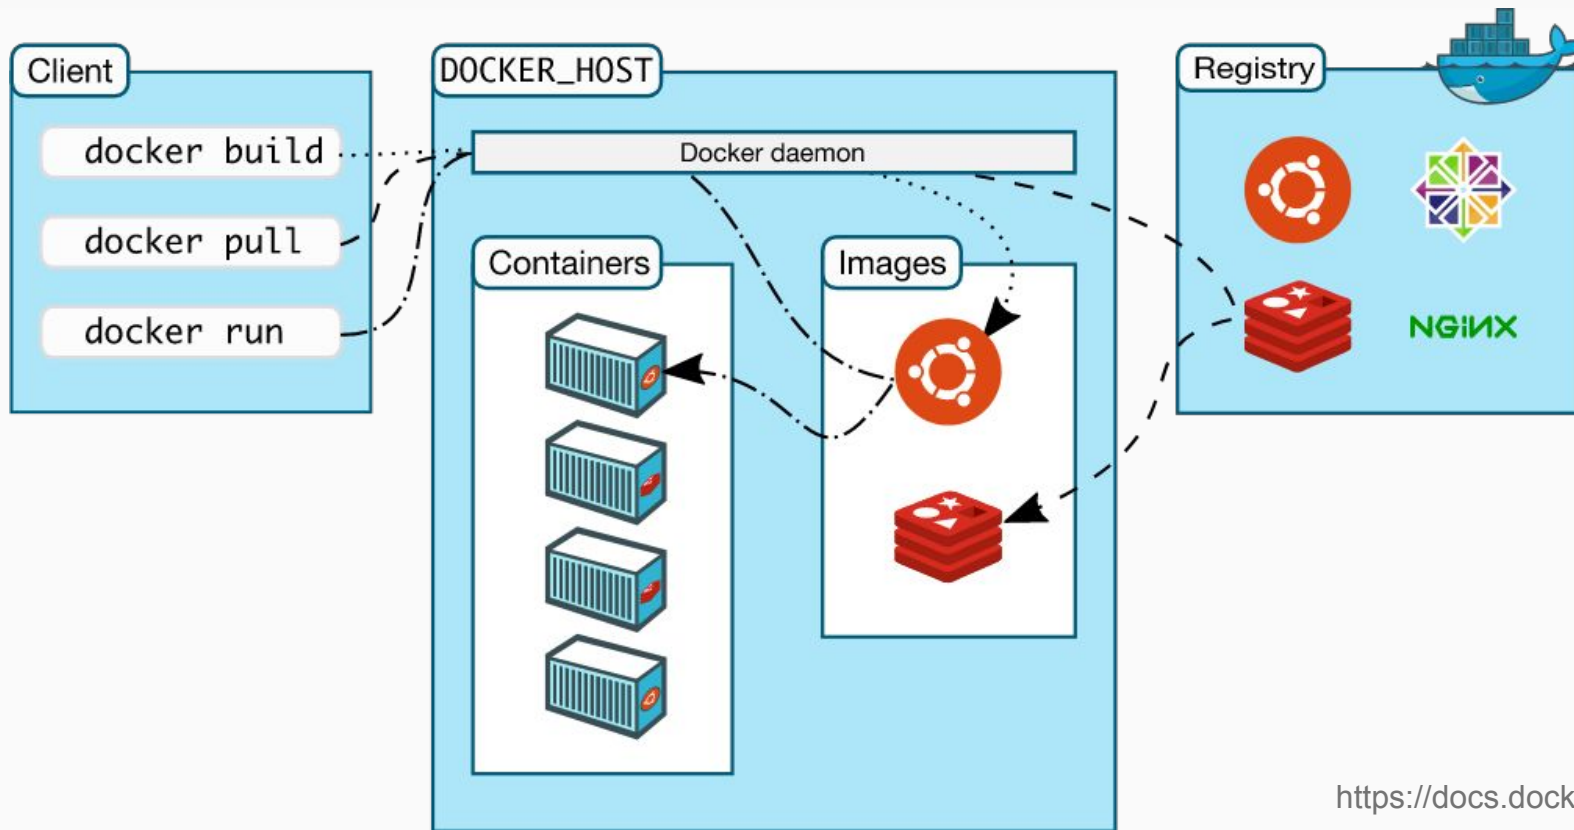 Client
docker build
docker pull
docker run
DOCKER_HOST
Docker daemon
Containers
Images
Registry
NGiNX
https://docs.dock